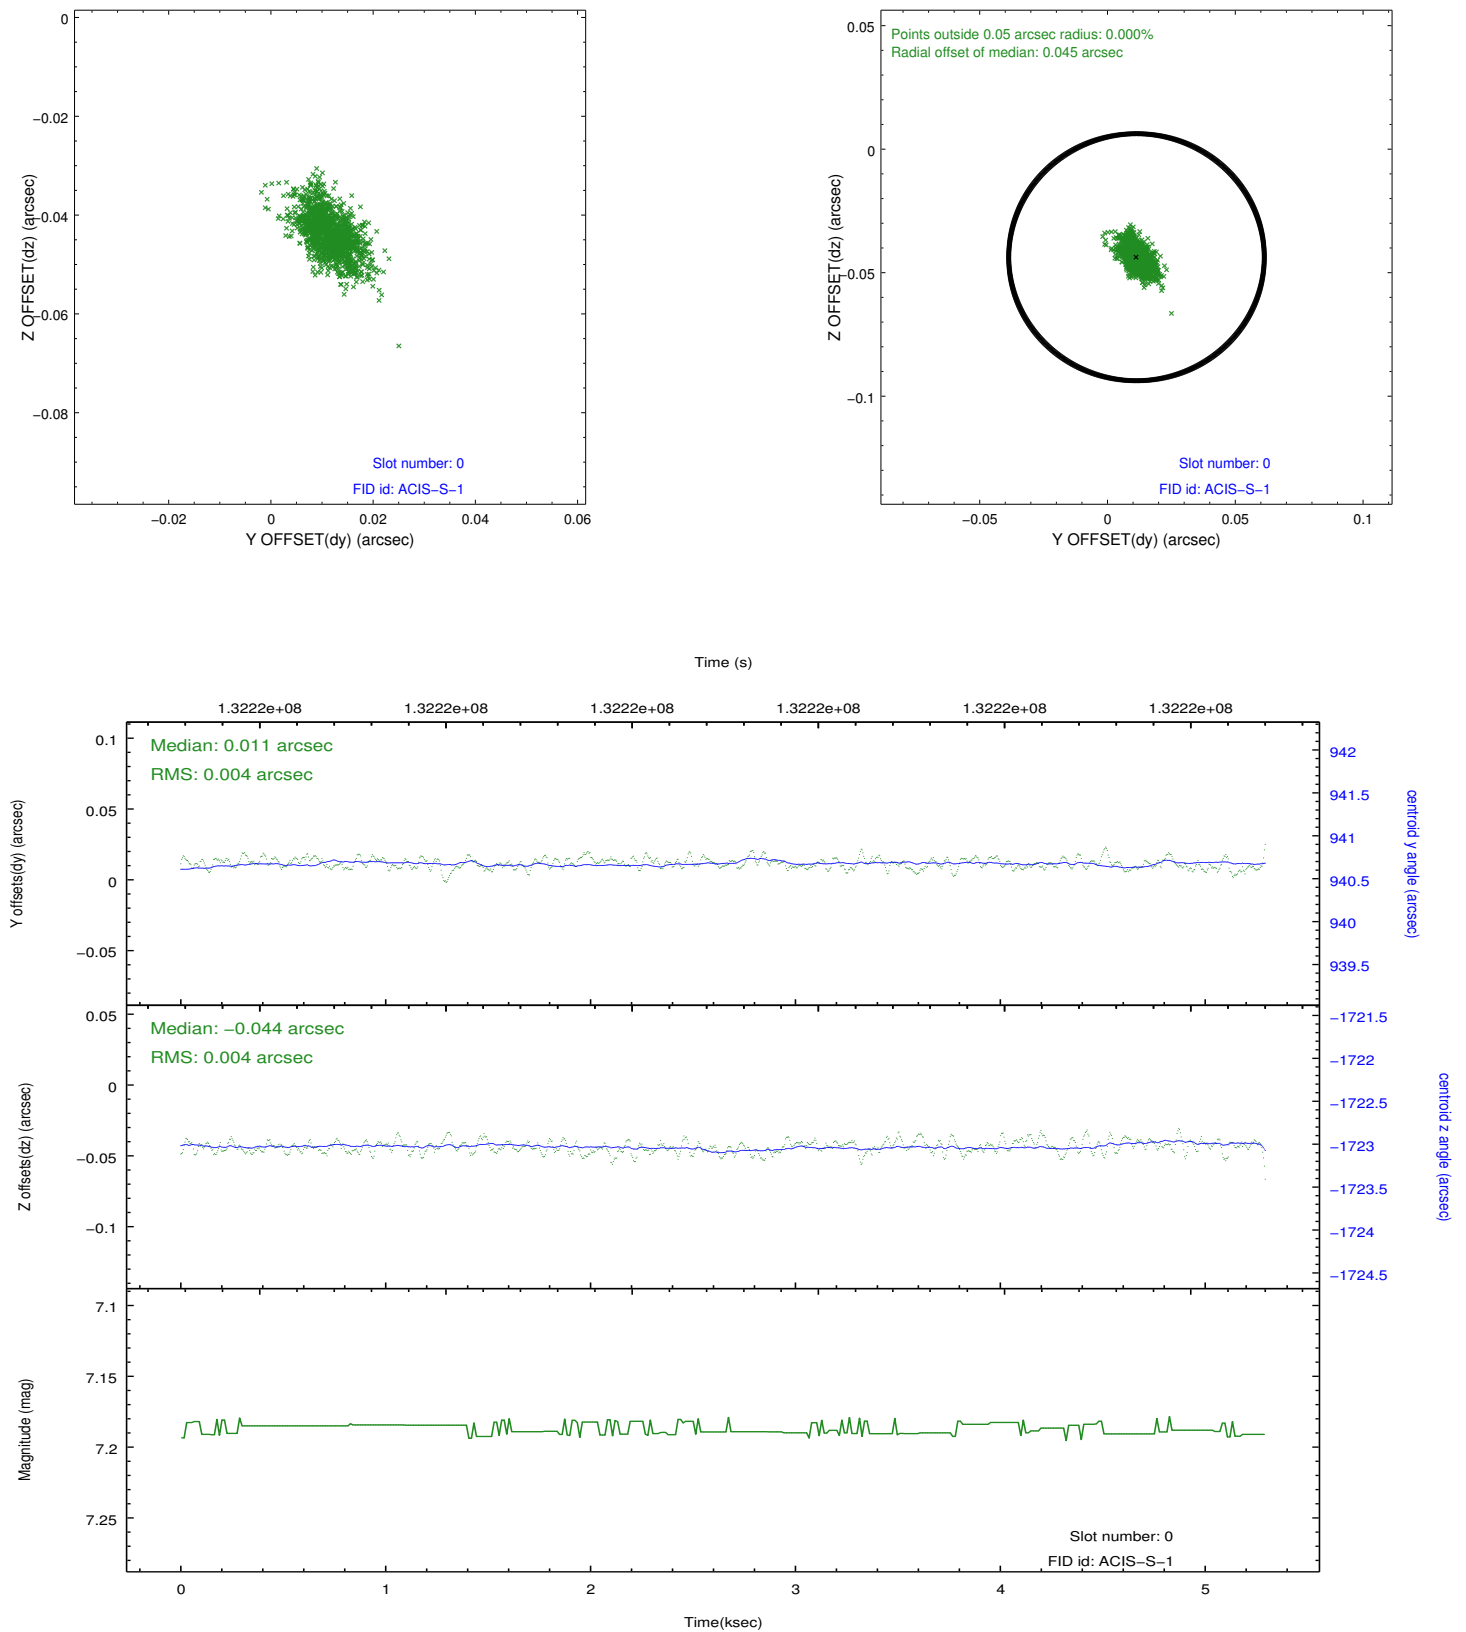 0
−0.02
−0.04
−0.06
−0.08
Z OFFSET(dz) (arcsec)
Slot number: 0
FID id: ACIS−S−1
−0.02 0 0.02 0.04 0.06
Y OFFSET(dy) (arcsec)
Points outside 0.05 arcsec radius: 0.000%
Radial offset of median: 0.045 arcsec
0.05
0
−0.05
−0.1
Z OFFSET(dz) (arcsec)
Slot number: 0
FID id: ACIS−S−1
−0.05 0 0.05 0.1
Y OFFSET(dy) (arcsec)
Time (s)
1.3222e+08 1.3222e+08 1.3222e+08 1.3222e+08 1.3222e+08 1.3222e+08
Median: 0.011 arcsec
RMS: 0.004 arcsec
0.1
0.05
0
−0.05
Y offsets(dy) (arcsec)
942
941.5
941
940.5
940
939.5
centroid y angle (arcsec)
Median: −0.044 arcsec
RMS: 0.004 arcsec
0.05
0
−0.05
−0.1
Z offsets(dz) (arcsec)
−1721.5
−1722
−1722.5
−1723
−1723.5
−1724
−1724.5
centroid z angle (arcsec)
7.1
7.15
7.2
7.25
Magnitude (mag)
Slot number: 0
FID id: ACIS−S−1
0 1 2 3 4 5
Time(ksec)